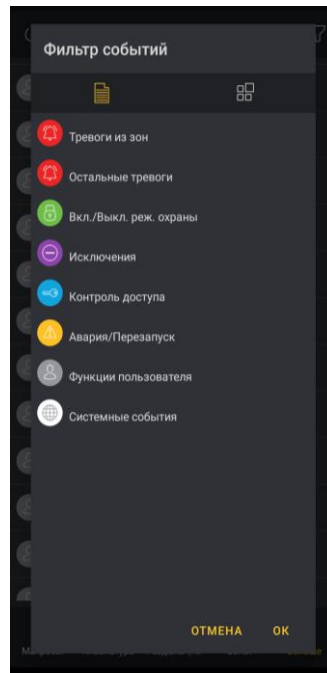 Фильтр событий
Тревоги из зон
Остальные тревоги
Вкл./Выкл. реж. охраны
Исключения
Контроль доступа
Авария/Перезапуск
Функции пользователя
Системные события
ОТМЕНА ОК